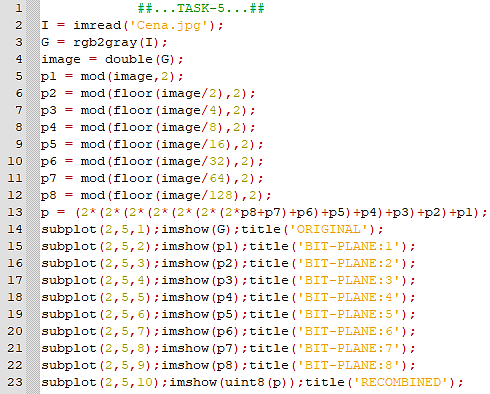 1 ##...TASK-5...##
2 I = imread('Cena.jpg');
3 G = rgb2gray(I);
4 image = double(G);
5 p1 = mod(image,2);
6 p2 = mod(floor(image/2),2);
7 p3 = mod(floor(image/4),2);
8 p4 = mod(floor(image/8),2);
9 p5 = mod(floor(image/16),2);
10 p6 = mod(floor(image/32),2);
11 p7 = mod(floor(image/64),2);
12 p8 = mod(floor(image/128),2);
13 p = (2*(2*(2*(2*(2*(2*(2*p8+p7)+p6)+p5)+p4)+p3)+p2)+p1);
14 subplot(2,5,1);imshow(G);title('ORIGINAL');
15 subplot(2,5,2);imshow(p1);title('BIT-PLANE:1');
16 subplot(2,5,3);imshow(p2);title('BIT-PLANE:2');
17 subplot(2,5,4);imshow(p3);title('BIT-PLANE:3');
18 subplot(2,5,5);imshow(p4);title('BIT-PLANE:4');
19 subplot(2,5,6);imshow(p5);title('BIT-PLANE:5');
20 subplot(2,5,7);imshow(p6);title('BIT-PLANE:6');
21 subplot(2,5,8);imshow(p7);title('BIT-PLANE:7');
22 subplot(2,5,9);imshow(p8);title('BIT-PLANE:8');
23 subplot(2,5,10);imshow(uint8(p));title('RECOMBINED');